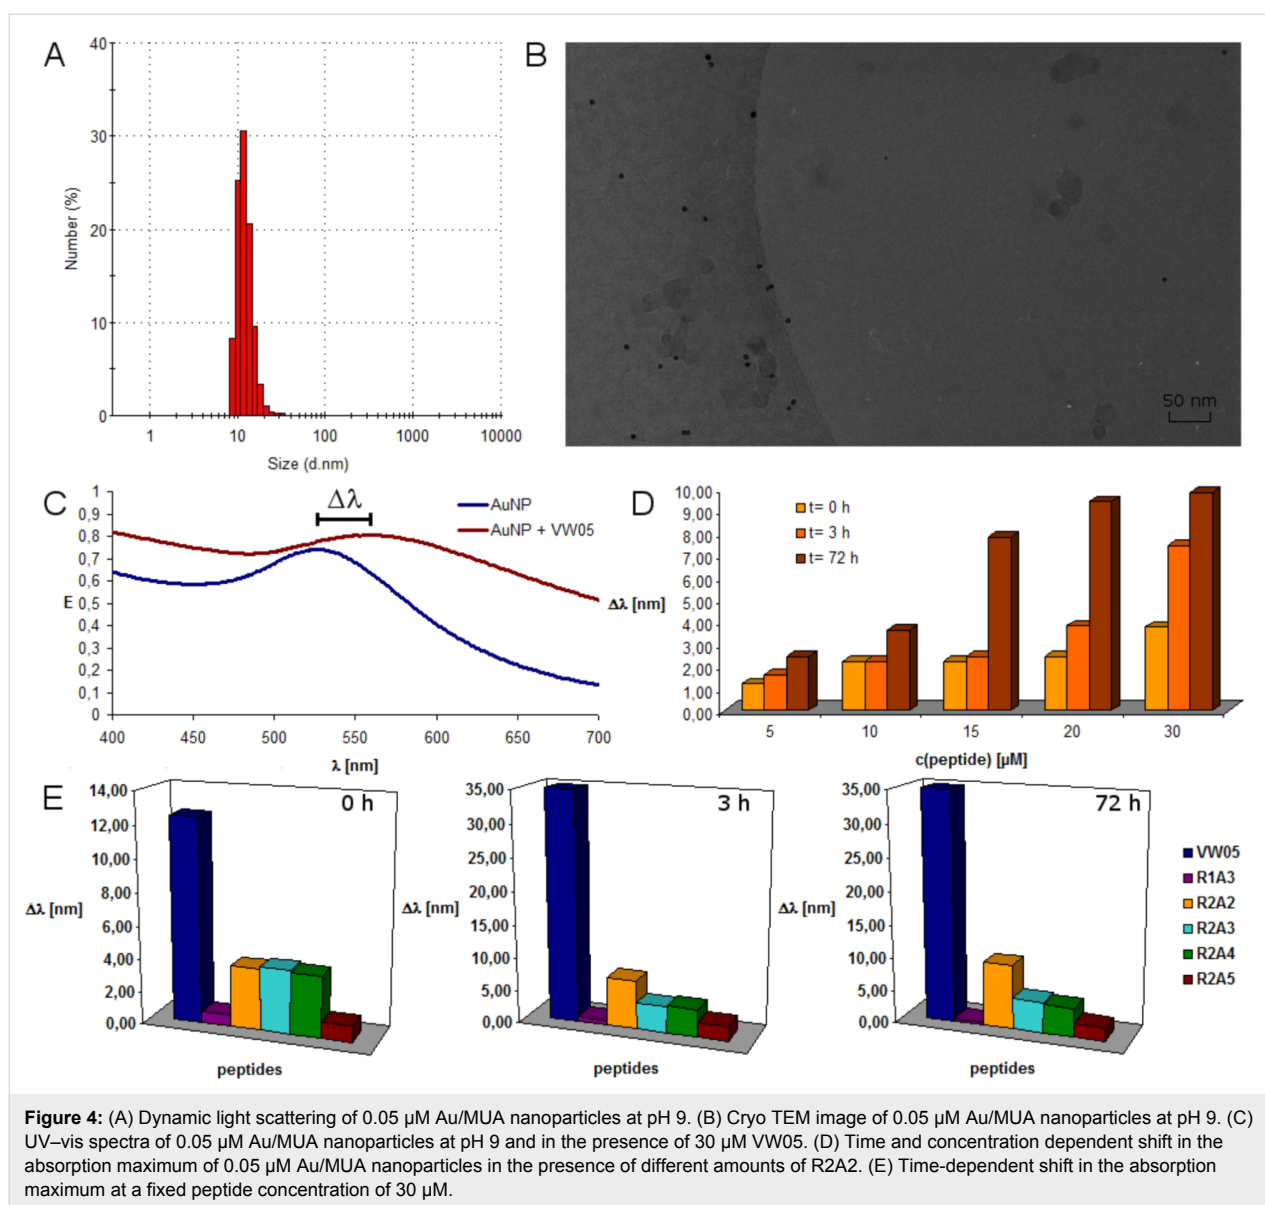 A
40
30
20
10
0
Number (%)
1 10 100 1000 10000
Size (d.nm)
B
50 nm
C
1
0,9
0,8
0,7
0,6
0,5
0,4
0,3
0,2
0,1
0
E
Δλ
AuNP
AuNP + VW05
400 450 500 550 600 650 700
λ [nm]
D
10,00
9,00
8,00
7,00
6,00
5,00
4,00
3,00
2,00
1,00
0,00
Δλ [nm]
t= 0 h
t= 3 h
t= 72 h
5 10 15 20 30
c(peptide) [µM]
E
14,00
12,00
10,00
8,00
6,00
4,00
2,00
0,00
Δλ [nm]
0 h
peptides
35,00
30,00
25,00
20,00
15,00
10,00
5,00
0,00
Δλ [nm]
3 h
peptides
35,00
30,00
25,00
20,00
15,00
10,00
5,00
0,00
Δλ [nm]
72 h
peptides
VW05
R1A3
R2A2
R2A3
R2A4
R2A5
Figure 4: (A) Dynamic light scattering of 0.05 µM Au/MUA nanoparticles at pH 9. (B) Cryo TEM image of 0.05 µM Au/MUA nanoparticles at pH 9. (C)
UV–vis spectra of 0.05 µM Au/MUA nanoparticles at pH 9 and in the presence of 30 µM VW05. (D) Time and concentration dependent shift in the
absorption maximum of 0.05 µM Au/MUA nanoparticles in the presence of different amounts of R2A2. (E) Time-dependent shift in the absorption
maximum at a fixed peptide concentration of 30 µM.